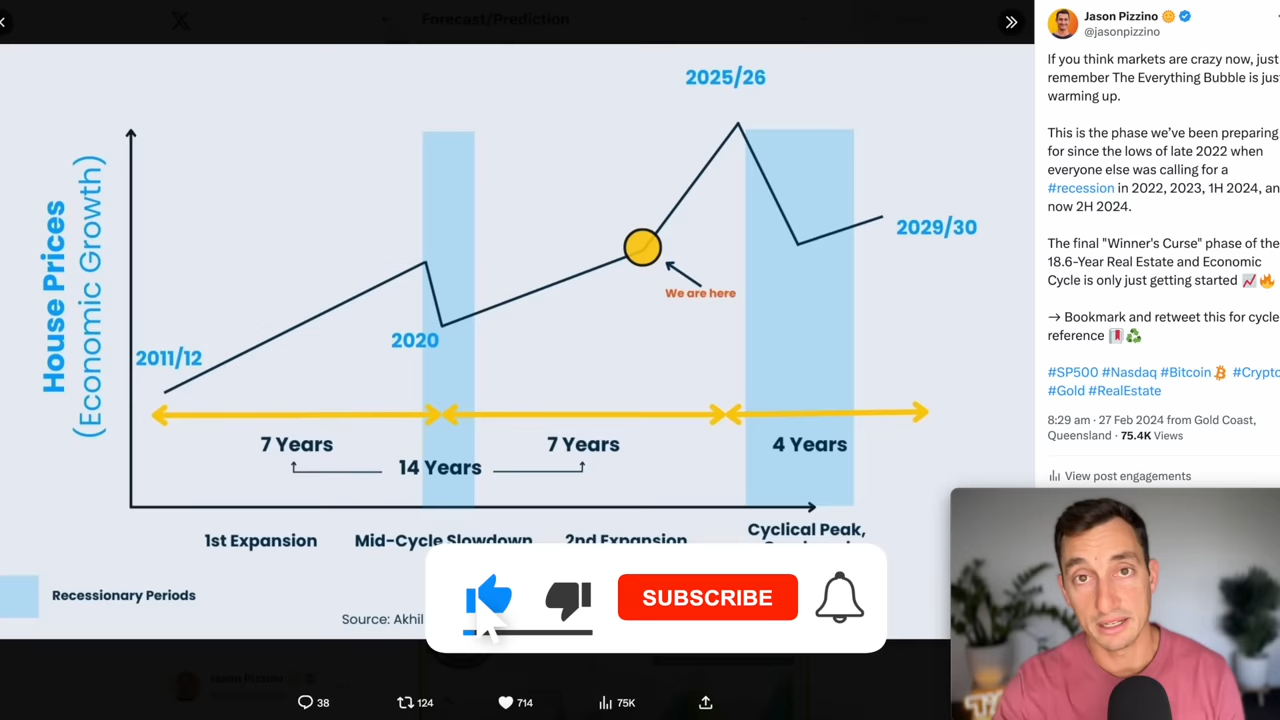 Forecast/Prediction
2025/26
House Prices
(Economic Growth)
We are here
2029/30
2020
2011/12
7 Years
7 Years
4 Years
14 Years
1st Expansion
Mid-Cycle Slowdown
2nd Expansion
Cyclical Peak,
Recessionary Periods
Source: Akhil
SUBSCRIBE
Jason Pizzino
38
124
714
75K
Jason Pizzino
@jasonpizzino
If you think markets are crazy now, just
remember The Everything Bubble is jus
warming up.
This is the phase we've been preparing
for since the lows of late 2022 when
everyone else was calling for a
#recession in 2022, 2023, 1H 2024, an
now 2H 2024.
The final "Winner's Curse" phase of the
18.6-Year Real Estate and Economic
Cycle is only just getting started 📈🔥
→ Bookmark and retweet this for cycle
reference
#SP500 #Nasdaq #Bitcoin #Crypto
#Gold #RealEstate
8:29 am · 27 Feb 2024 from Gold Coast,
Queensland · 75.4K Views
View post engagements